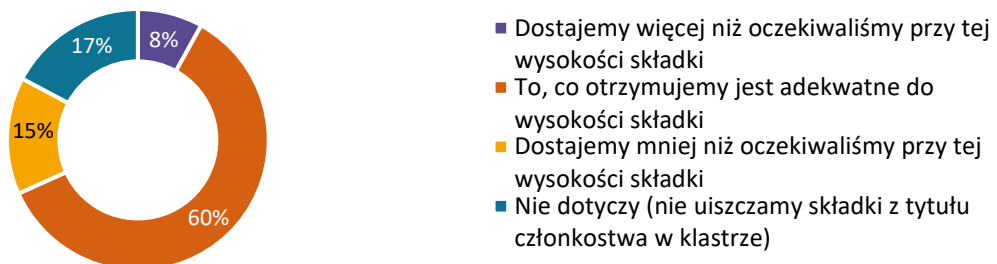 17%
8%
15%
60%
Dostajemy więcej niż oczekiwaliśmy przy tej
wysokości składki
To, co otrzymujemy jest adekwatne do
wysokości składki
Dostajemy mniej niż oczekiwaliśmy przy tej
wysokości składki
Nie dotyczy (nie uiszczamy składki z tytułu
członkostwa w klastrze)